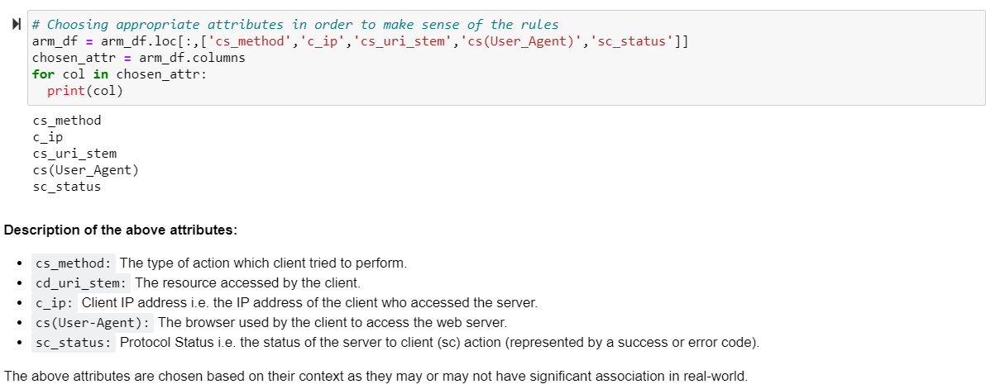 # Choosing appropriate attributes in order to make sense of the rules
arm_df = arm_df.loc[:,['cs_method','c_ip','cs_uri_stem','cs(User_Agent)','sc_status']]
chosen_attr = arm_df.columns
for col in chosen_attr:
  print(col)
cs_method
c_ip
cs_uri_stem
cs(User_Agent)
sc_status
Description of the above attributes:
• cs_method: The type of action which client tried to perform.
• cd_uri_stem: The resource accessed by the client.
• c_ip: Client IP address i.e. the IP address of the client who accessed the server.
• cs(User-Agent): The browser used by the client to access the web server.
• sc_status: Protocol Status i.e. the status of the server to client (sc) action (represented by a success or error code).
The above attributes are chosen based on their context as they may or may not have significant association in real-world.